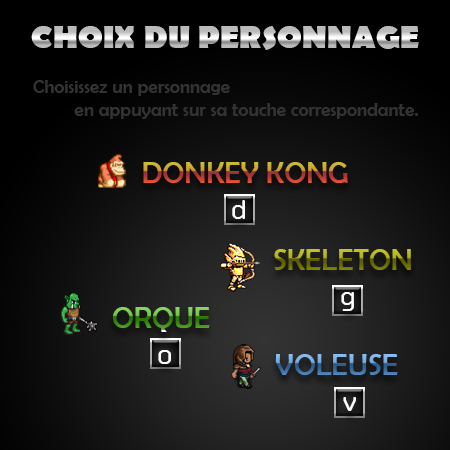 CHOIX DU PERSONNAGE
Choisissez un personnage
en appuyant sur sa touche correspondante.
DONKEY KONG
d
SKELETON
g
ORQUE
o
VOLEUSE
v